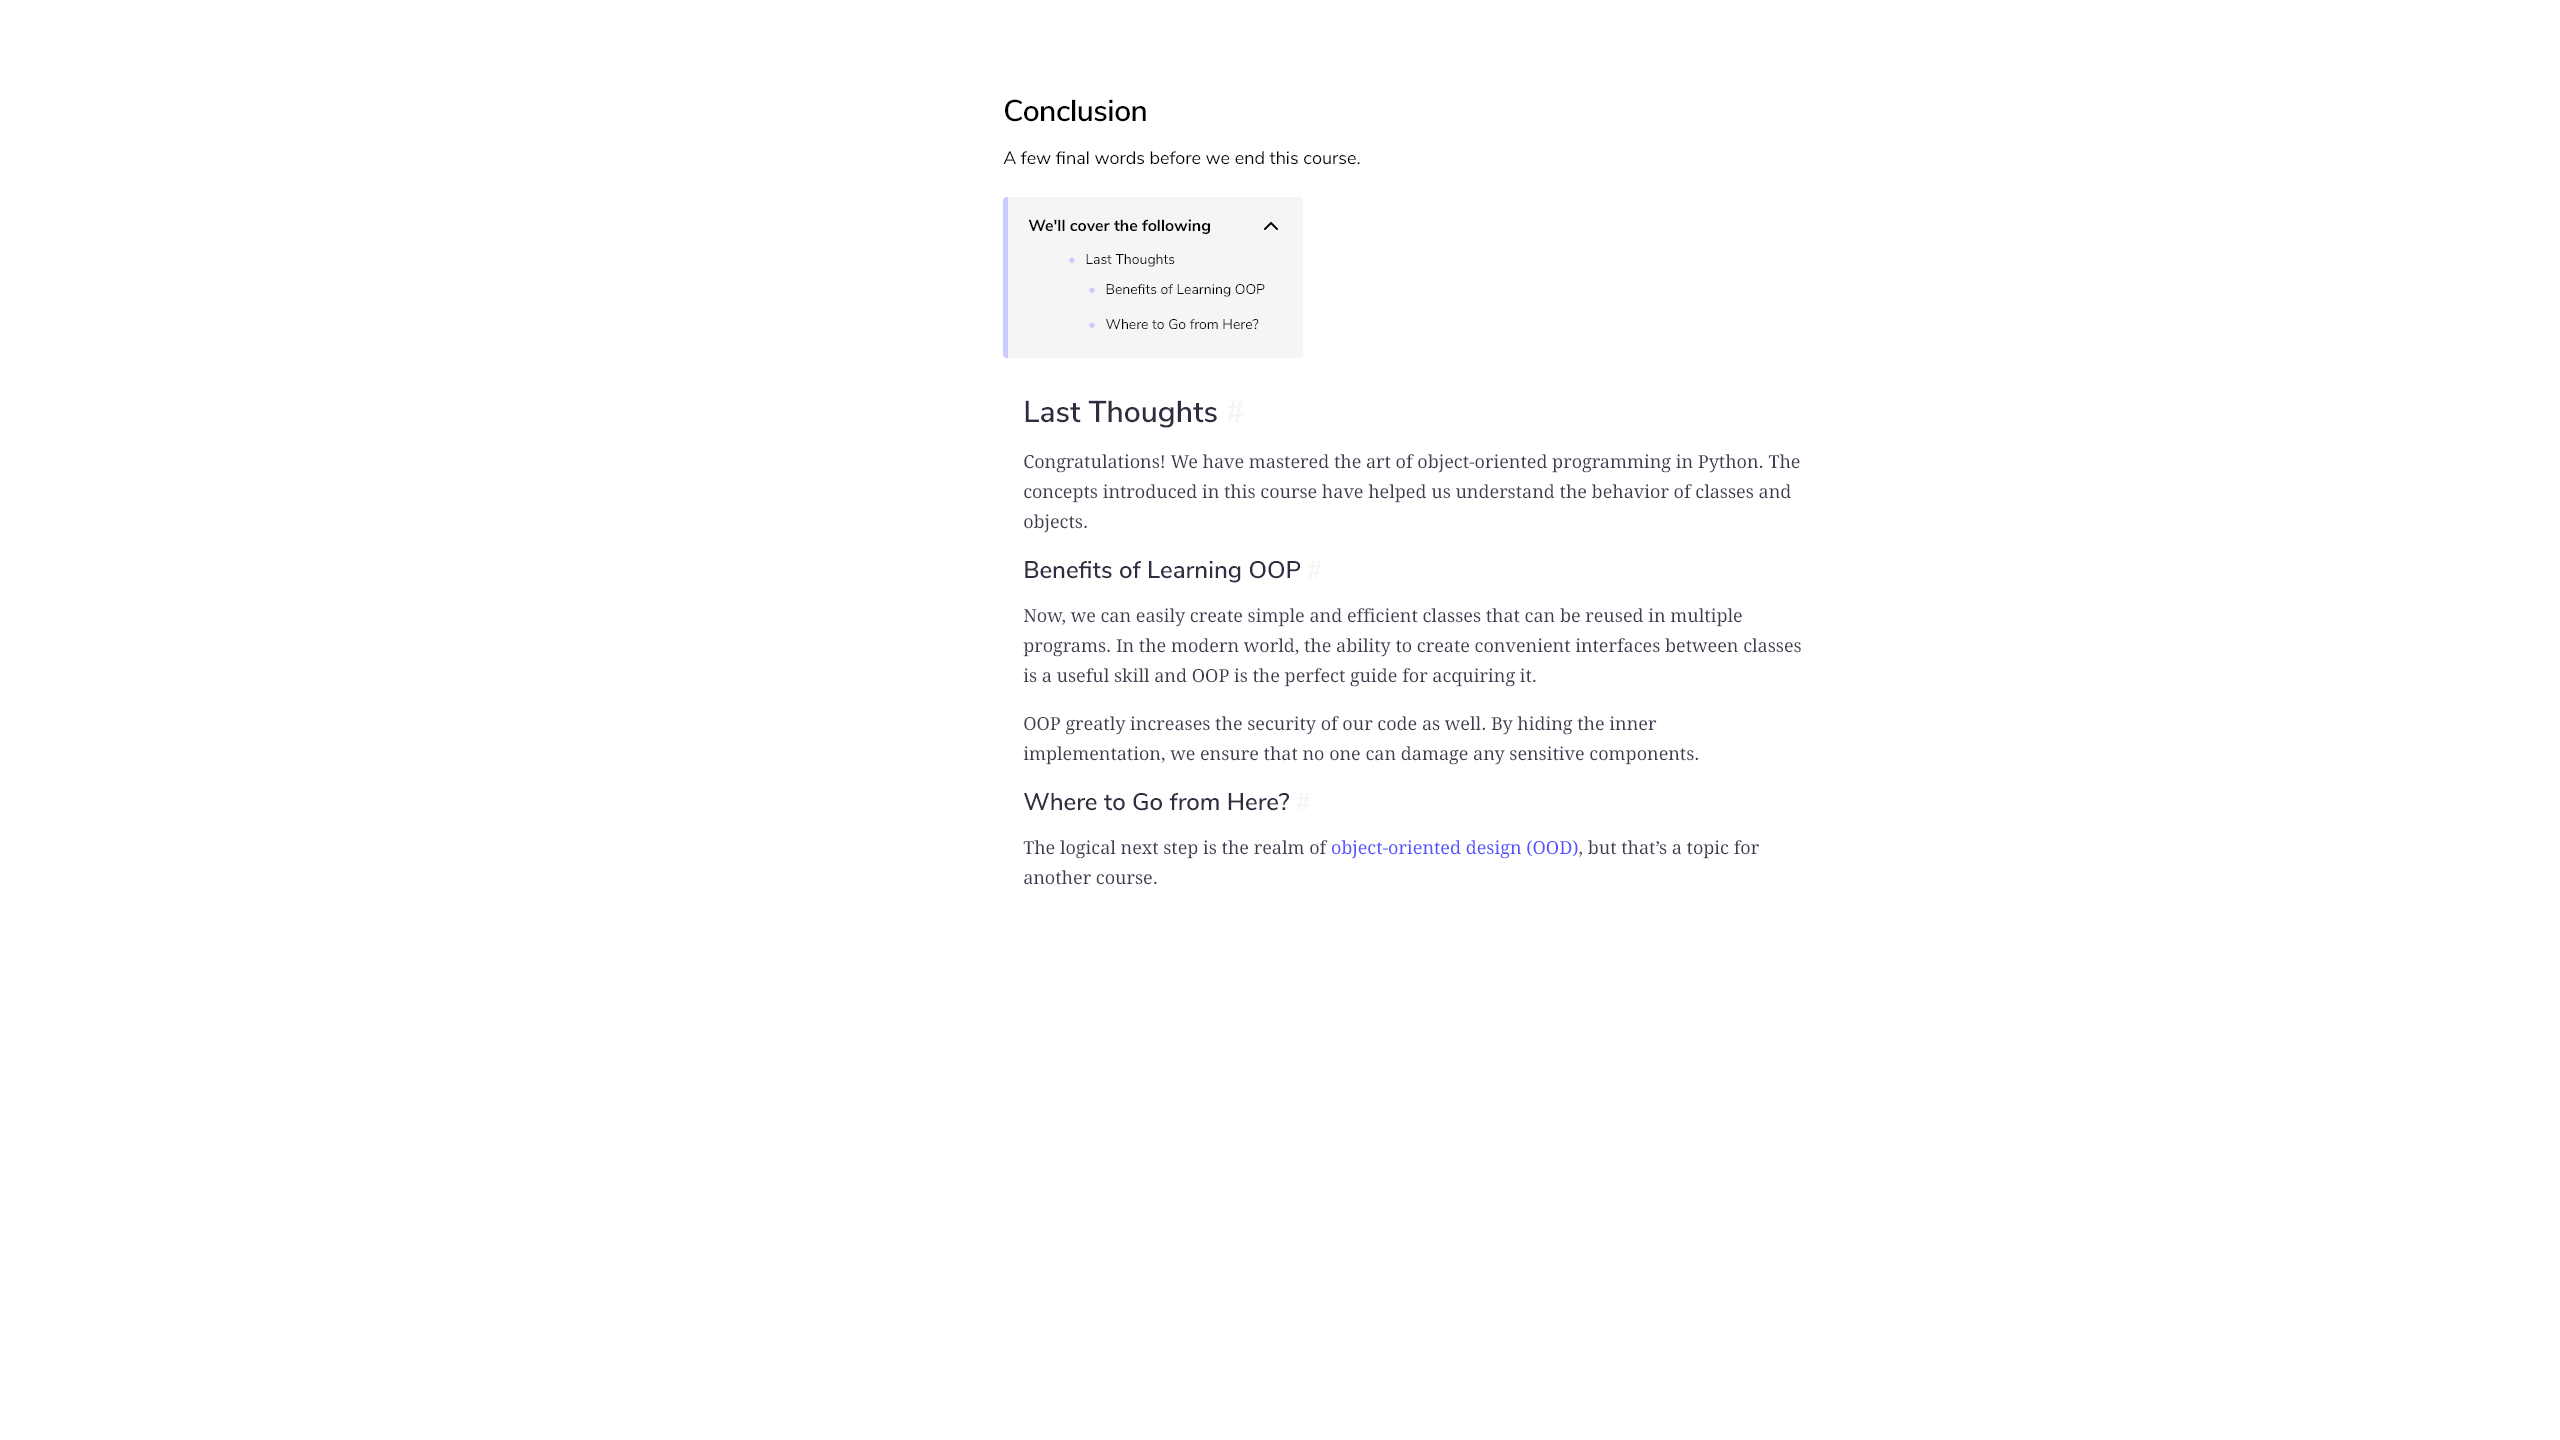 Conclusion
A few final words before we end this course.
We'll cover the following
Last Thoughts
Benefits of Learning OOP
Where to Go from Here?
Last Thoughts #
Congratulations! We have mastered the art of object-oriented programming in Python. The
concepts introduced in this course have helped us understand the behavior of classes and
objects.
Benefits of Learning OOP #
Now, we can easily create simple and efficient classes that can be reused in multiple
programs. In the modern world, the ability to create convenient interfaces between classes
is a useful skill and OOP is the perfect guide for acquiring it.
OOP greatly increases the security of our code as well. By hiding the inner
implementation, we ensure that no one can damage any sensitive components.
Where to Go from Here? #
The logical next step is the realm of object-oriented design (OOD), but that’s a topic for
another course.